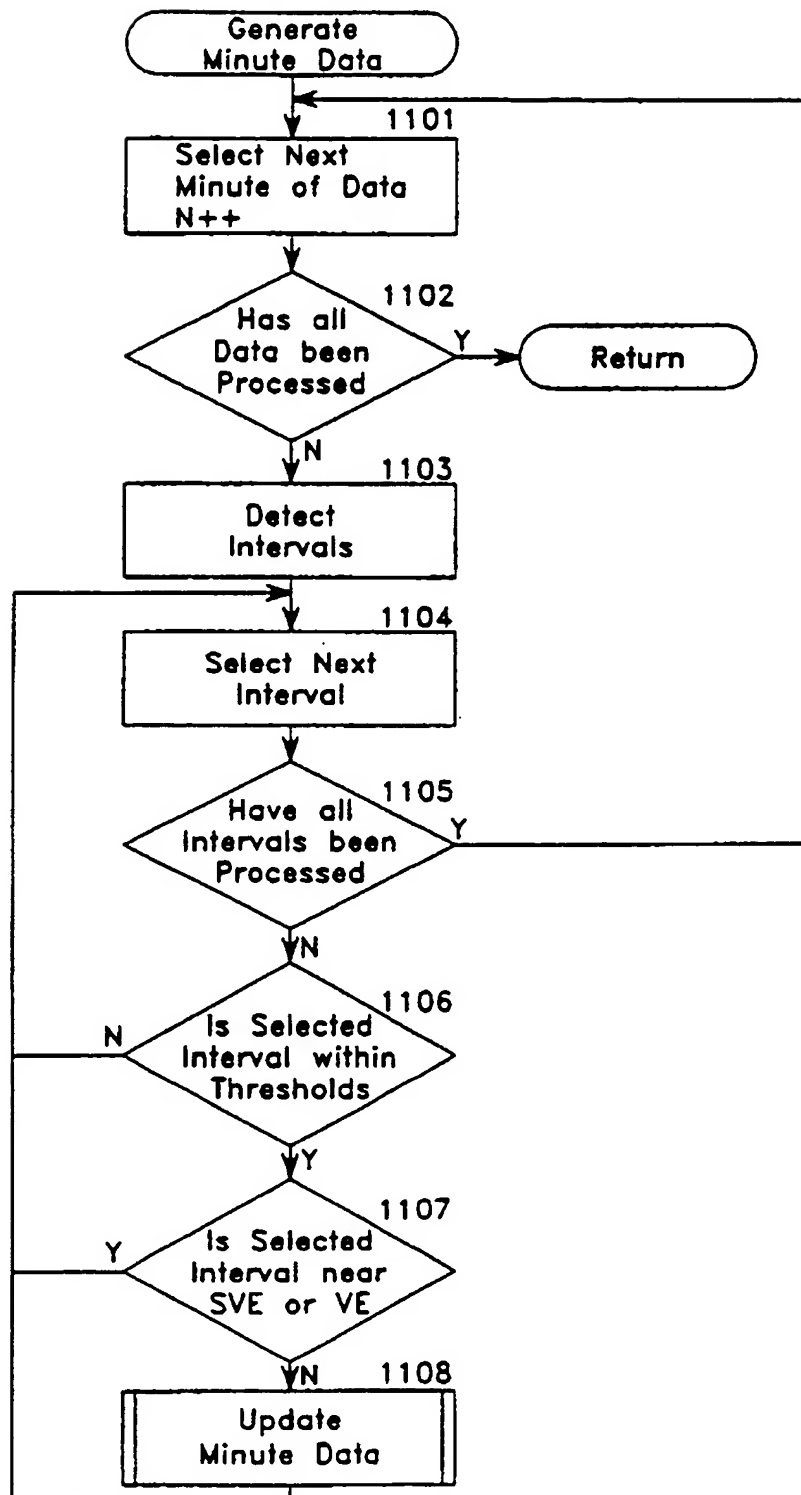 Generate
Minute Data
1101
Select Next
Minute of Data
N++
1102
Has all
Data been
Processed
Y
Return
N
1103
Detect
Intervals
1104
Select Next
Interval
1105
Have all
Intervals been
Processed
Y
N
1106
Is Selected
Interval within
Thresholds
N
Y
1107
Is Selected
Interval near
SVE or VE
Y
N
1108
Update
Minute Data